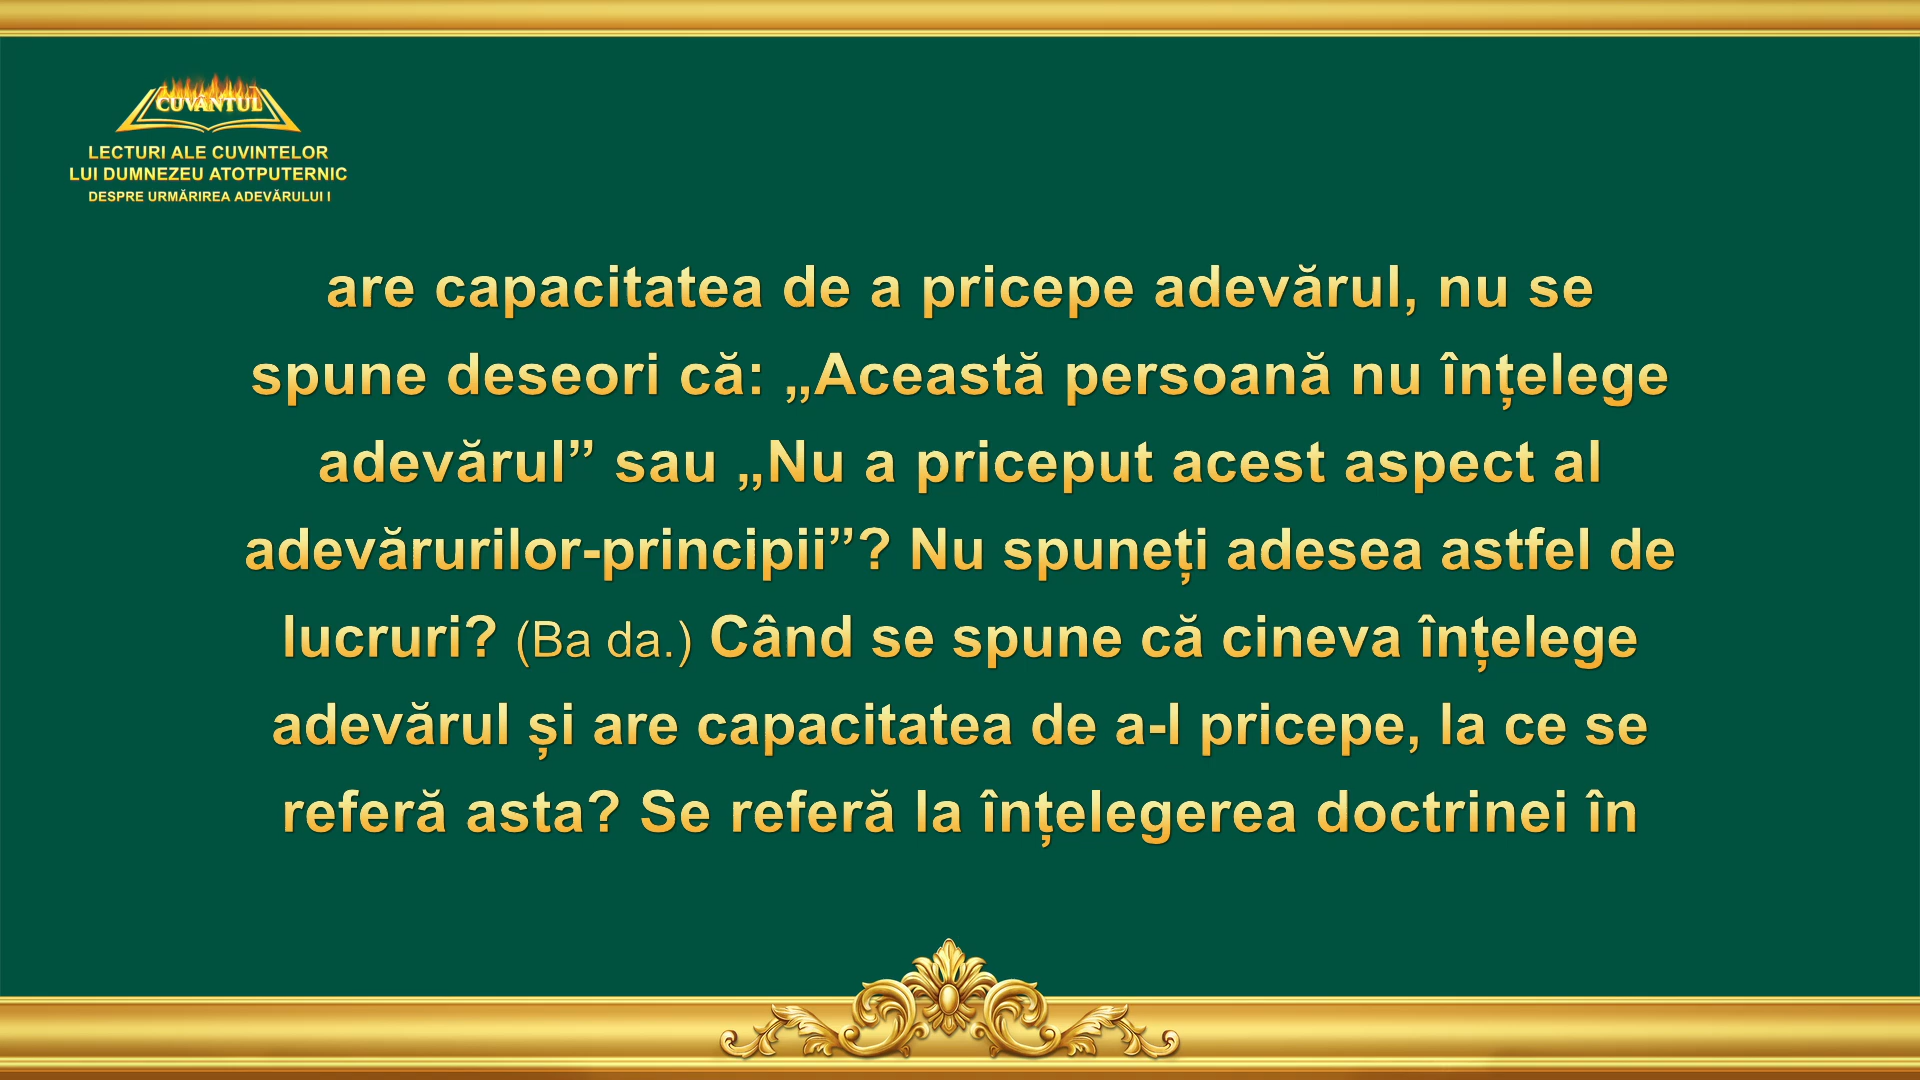 CUVÂNTUL
LECTURI ALE CUVINTELOR
LUI DUMNEZEU ATOTPUTERNIC
DESPRE URMĂRIREA ADEVĂRULUI I
are capacitatea de a pricepe adevărul, nu se
spune deseori că: „Această persoană nu înțelege
adevărul” sau „Nu a priceput acest aspect al
adevărurilor-principii”? Nu spuneți adesea astfel de
lucruri? (Ba da.) Când se spune că cineva înțelege
adevărul și are capacitatea de a-l pricepe, la ce se
referă asta? Se referă la înțelegerea doctrinei în